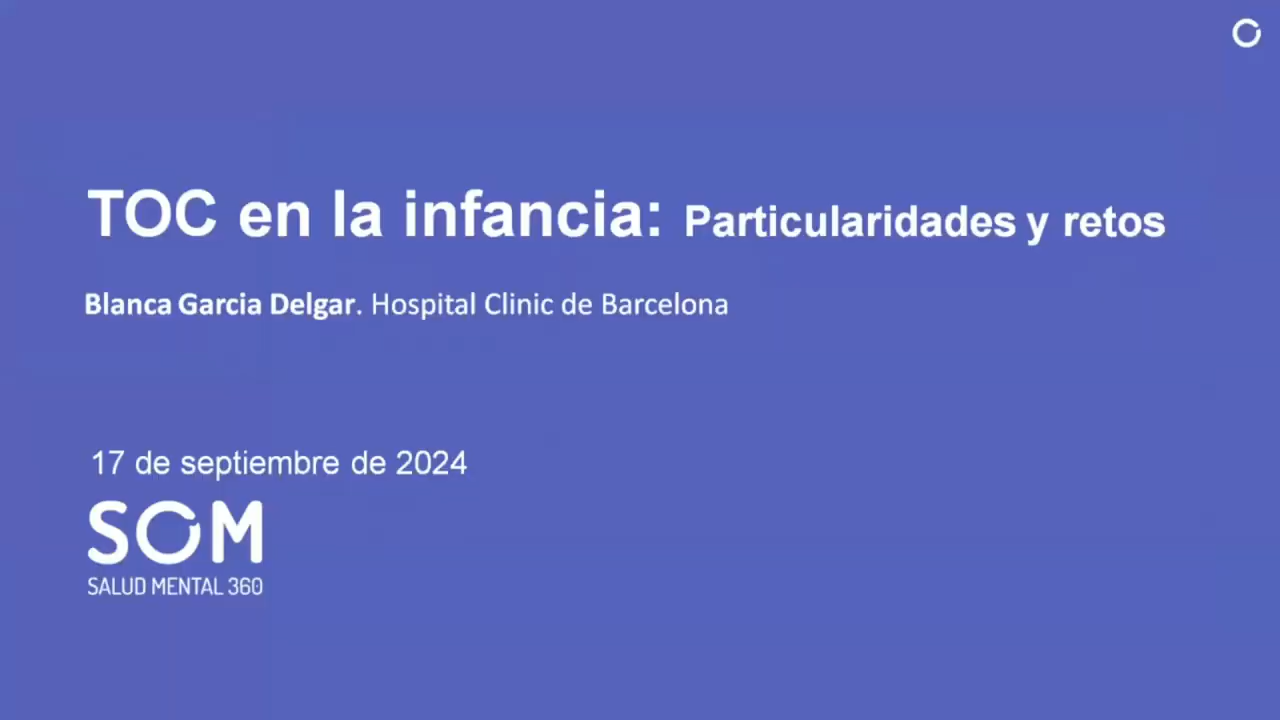 TOC en la infancia: Particularidades y retos
Blanca Garcia Delgar. Hospital Clinic de Barcelona
17 de septiembre de 2024
SOM
SALUD MENTAL 360